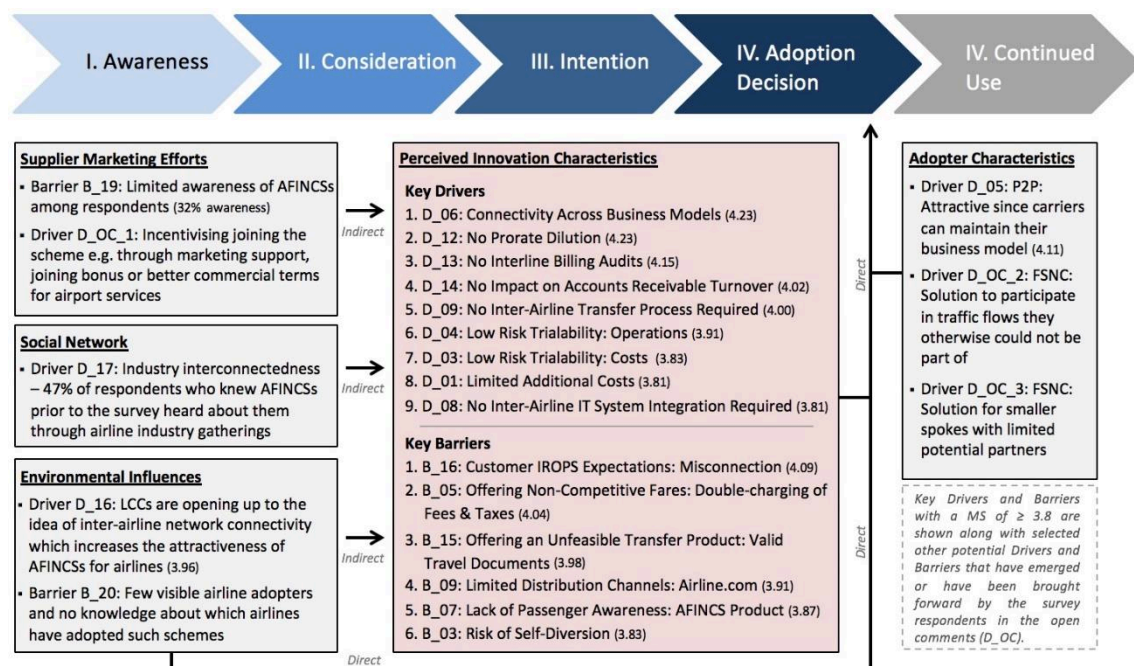 I. Awareness
II. Consideration
III. Intention
IV. Adoption
Decision
IV. Continued
Use
Supplier Marketing Efforts
▪ Barrier B_19: Limited awareness of AFINCSs
among respondents (32% awareness)
▪ Driver D_OC_1: Incentivising joining the
scheme e.g. through marketing support,
joining bonus or better commercial terms
for airport services
Indirect
Social Network
▪ Driver D_17: Industry interconnectedness
– 47% of respondents who knew AFINCSs
prior to the survey heard about them
through airline industry gatherings
Indirect
Environmental Influences
▪ Driver D_16: LCCs are opening up to the
idea of inter-airline network connectivity
which increases the attractiveness of
AFINCSs for airlines (3.96)
▪ Barrier B_20: Few visible airline adopters
and no knowledge about which airlines
have adopted such schemes
Indirect
Direct
Perceived Innovation Characteristics
Key Drivers
1. D_06: Connectivity Across Business Models (4.23)
2. D_12: No Prorate Dilution (4.23)
3. D_13: No Interline Billing Audits (4.15)
4. D_14: No Impact on Accounts Receivable Turnover (4.02)
5. D_09: No Inter-Airline Transfer Process Required (4.00)
6. D_04: Low Risk Trialability: Operations (3.91)
7. D_03: Low Risk Trialability: Costs (3.83)
8. D_01: Limited Additional Costs (3.81)
9. D_08: No Inter-Airline IT System Integration Required (3.81)
Key Barriers
1. B_16: Customer IROPS Expectations: Misconnection (4.09)
2. B_05: Offering Non-Competitive Fares: Double-charging of
Fees & Taxes (4.04)
3. B_15: Offering an Unfeasible Transfer Product: Valid
Travel Documents (3.98)
4. B_09: Limited Distribution Channels: Airline.com (3.91)
5. B_07: Lack of Passenger Awareness: AFINCS Product (3.87)
6. B_03: Risk of Self-Diversion (3.83)
Direct
Direct
Adopter Characteristics
▪ Driver D_05: P2P:
Attractive since carriers
can maintain their
business model (4.11)
▪ Driver D_OC_2: FSNC:
Solution to participate
in traffic flows they
otherwise could not be
part of
▪ Driver D_OC_3: FSNC:
Solution for smaller
spokes with limited
potential partners
Key Drivers and Barriers
with a MS of ≥ 3.8 are
shown along with selected
other potential Drivers and
Barriers that have emerged
or have been brought
forward by the survey
respondents in the open
comments (D_OC).